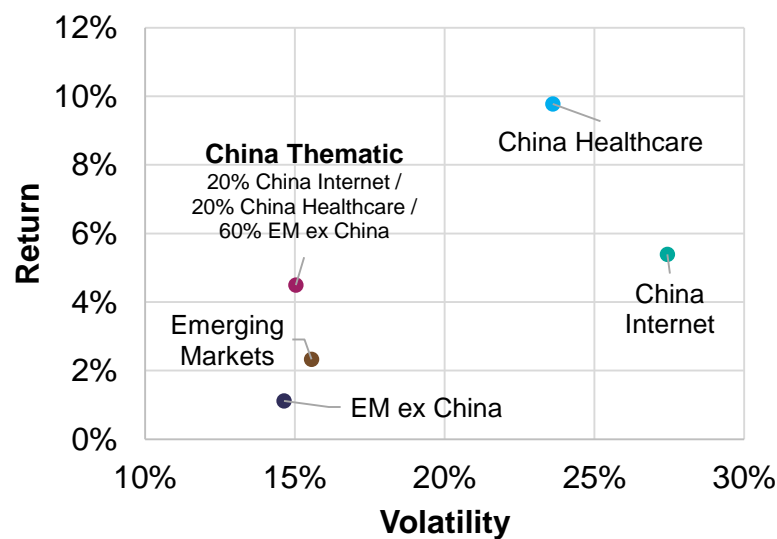 12%
10%
8%
6%
4%
2%
0%
Return
China Thematic
20% China Internet /
20% China Healthcare /
60% EM ex China
China Healthcare
China
Internet
Emerging
Markets
EM ex China
10%
15%
20%
25%
30%
Volatility